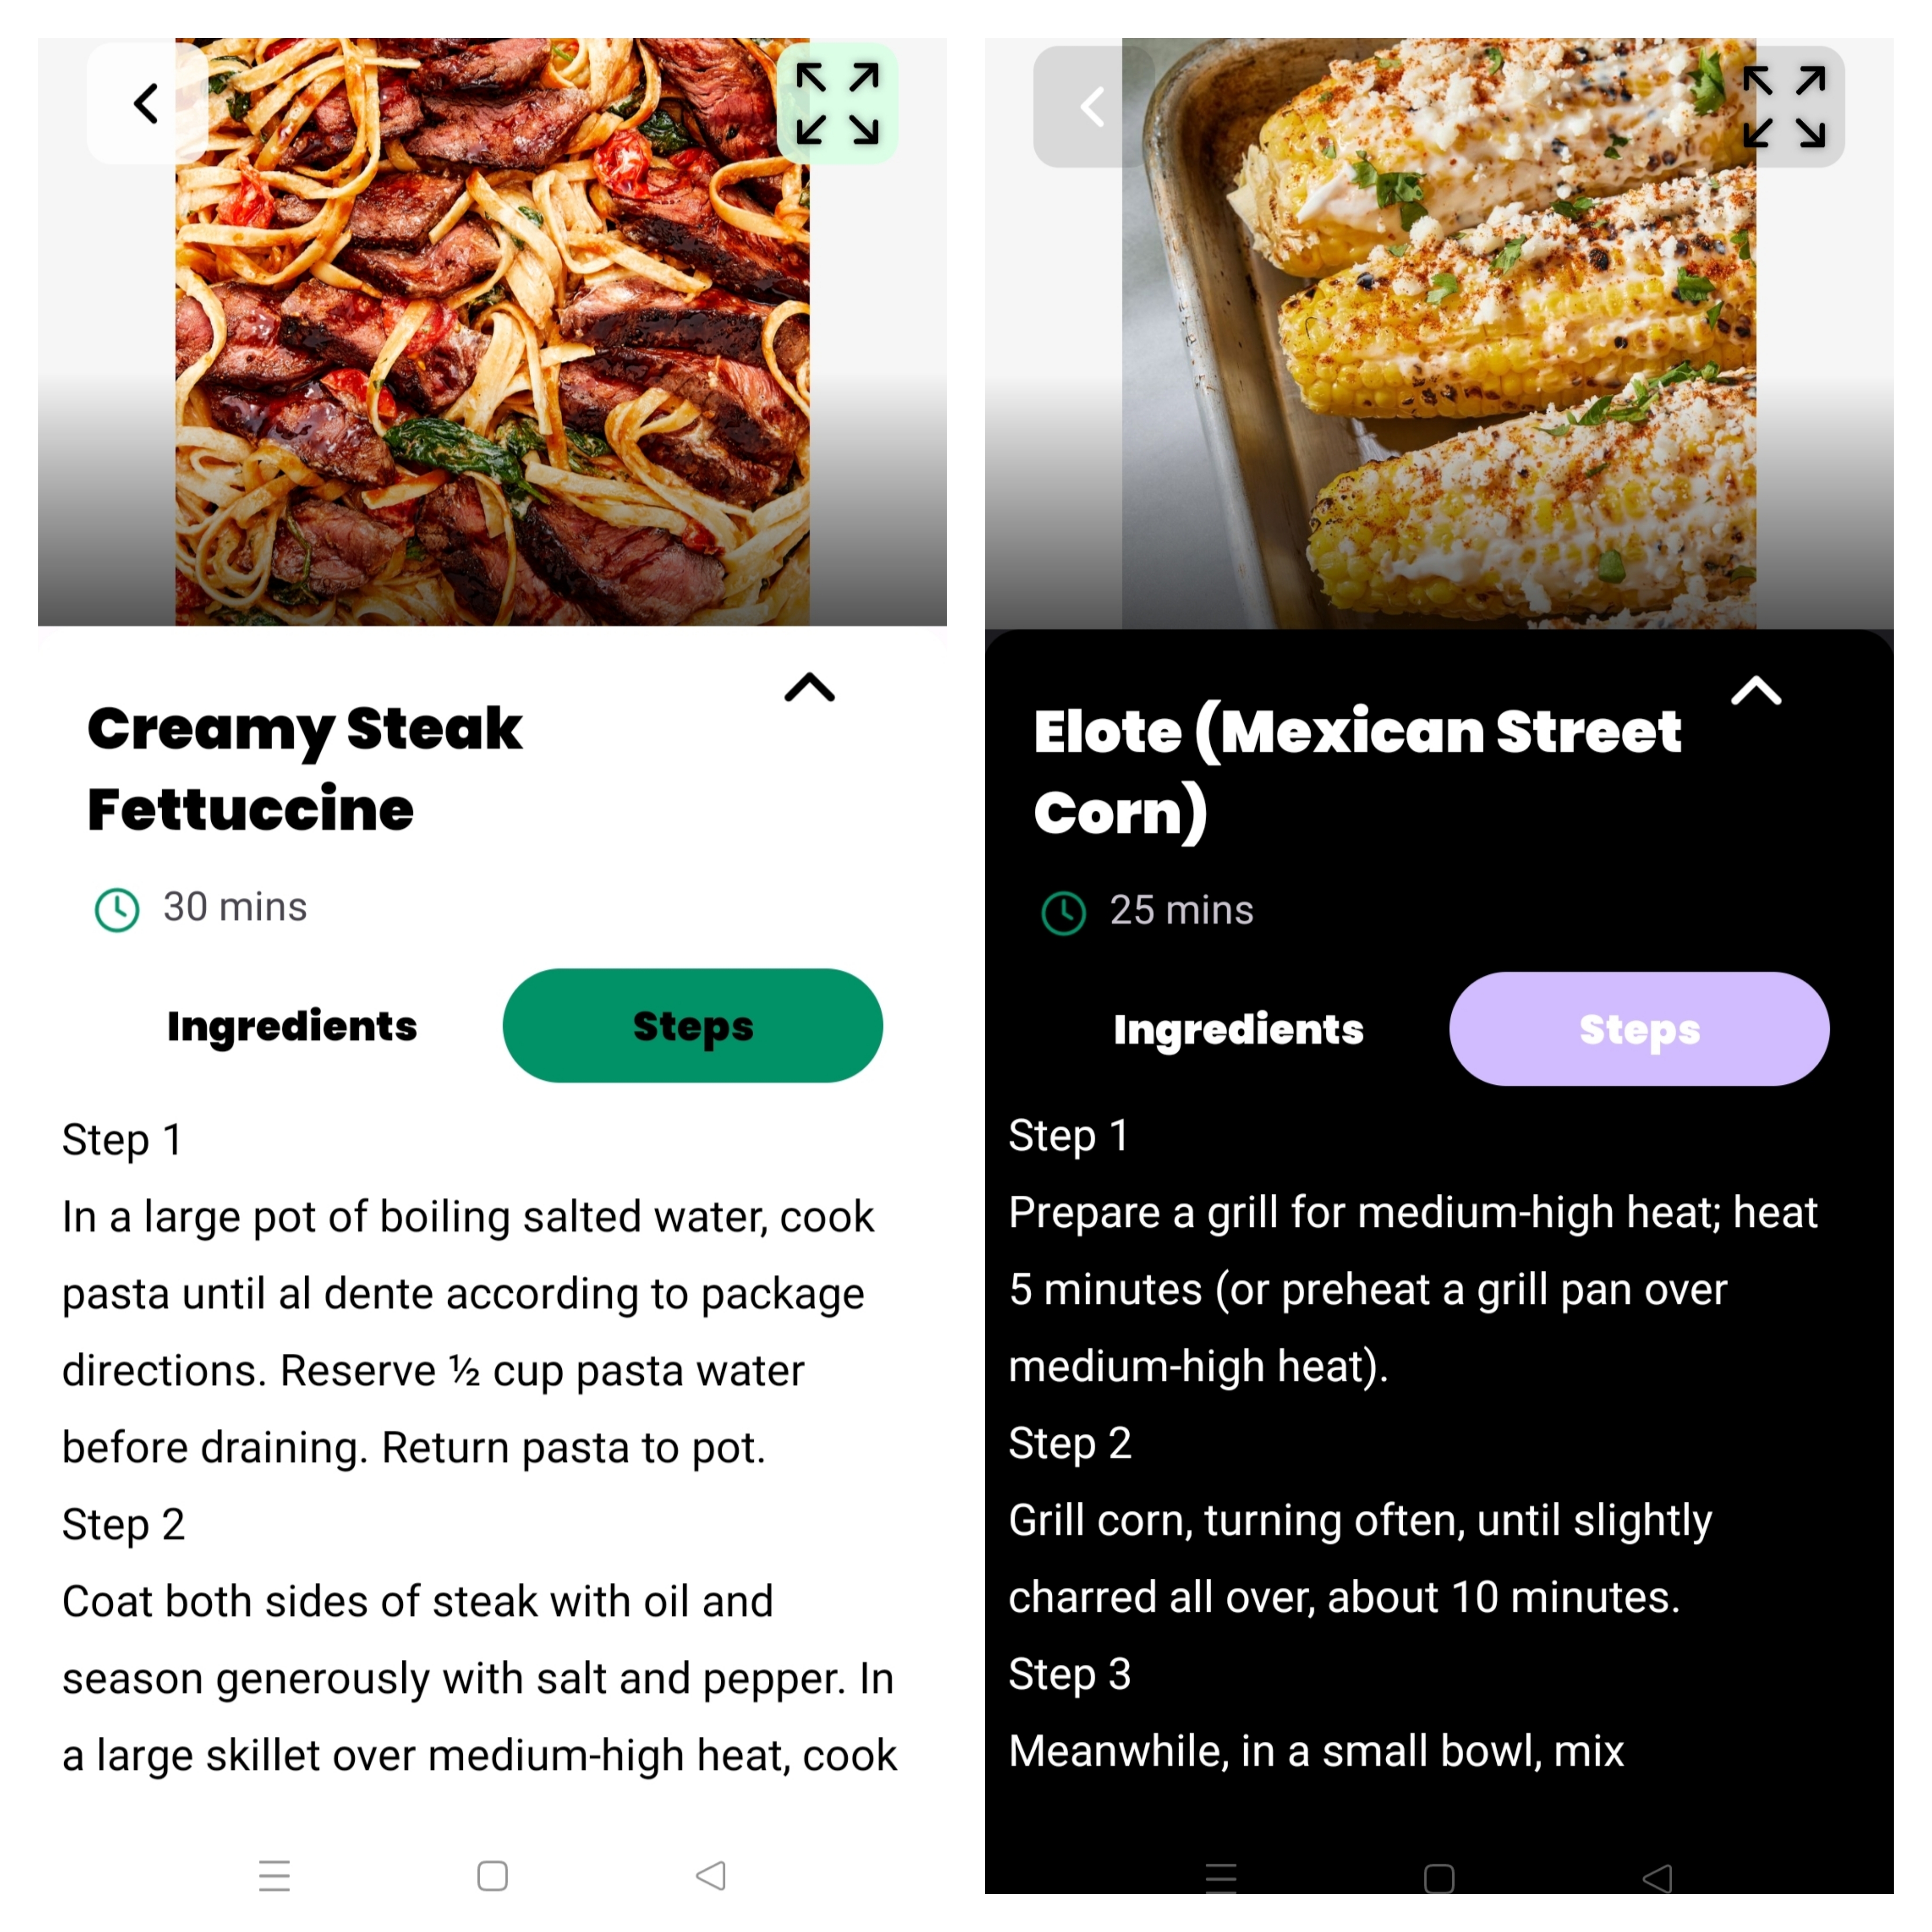 Creamy Steak
Fettuccine
30 mins
Ingredients
Steps
Step 1
In a large pot of boiling salted water, cook
pasta until al dente according to package
directions. Reserve ½ cup pasta water
before draining. Return pasta to pot.
Step 2
Coat both sides of steak with oil and
season generously with salt and pepper. In
a large skillet over medium-high heat, cook
Elote (Mexican Street
Corn)
25 mins
Ingredients
Steps
Step 1
Prepare a grill for medium-high heat; heat
5 minutes (or preheat a grill pan over
medium-high heat).
Step 2
Grill corn, turning often, until slightly
charred all over, about 10 minutes.
Step 3
Meanwhile, in a small bowl, mix